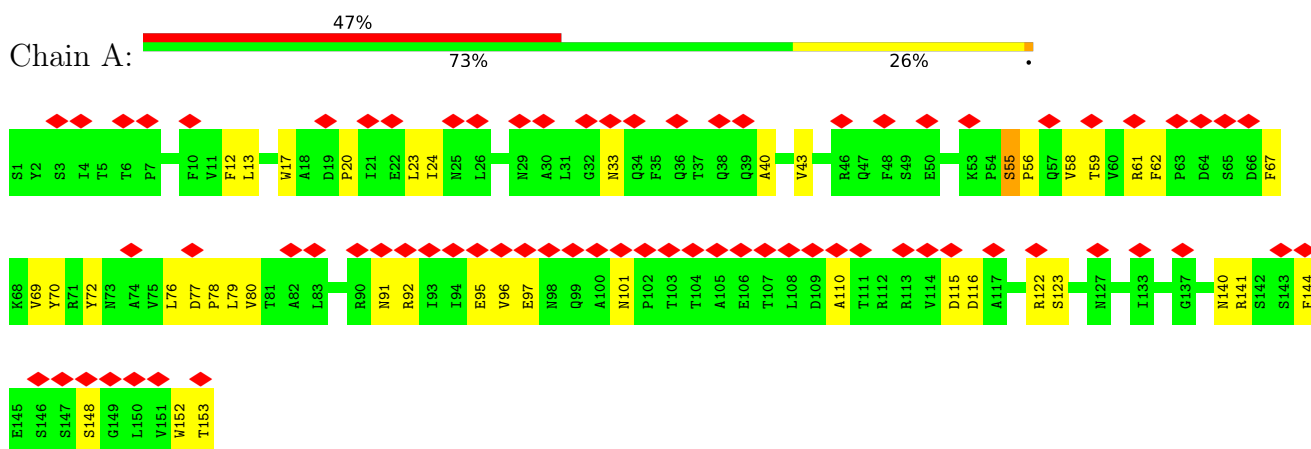 47%
Chain A:
73% 26% •
S1 Y2 S3 I4 T5 T6 P7 F10 V11 F12 L13 W17 A18 D19 P20 I21 E22 L23 I24 N25 L26 N29 A30 L31 G32 N33 Q34 F35 Q36 T37 Q38 Q39 A40 V43 R46 Q47 F48 S49 E50 K53 P54 S55 P56 Q57 V58 T59 V60 R61 F62 P63 D64 S65 D66 F67
K68 V69 Y70 R71 Y72 N73 A74 V75 L76 D77 P78 L79 V80 T81 A82 L83 R90 N91 R92 I93 I94 E95 V96 E97 N98 Q99 A100 N101 P102 T103 T104 A105 E106 T107 L108 D109 A110 T111 R112 R113 V114 D115 D116 A117 R122 S123 N127 I133 G137 N140 R141 S142 S143 F144
E145 S146 S147 S148 G149 L150 V151 W152 T153